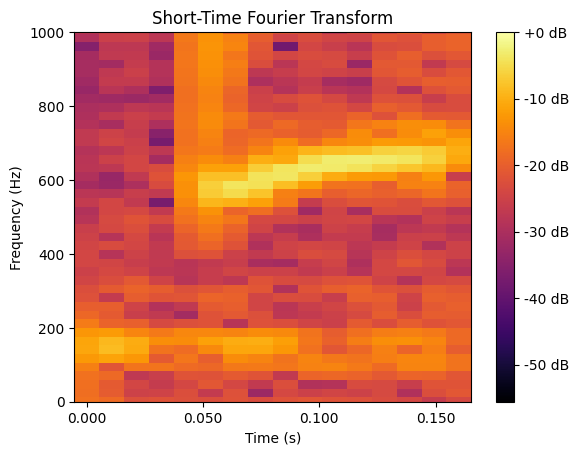 Short-Time Fourier Transform
1000
800
600
400
200
0
Frequency (Hz)
0.000
0.050
0.100
0.150
Time (s)
+0 dB
-10 dB
-20 dB
-30 dB
-40 dB
-50 dB